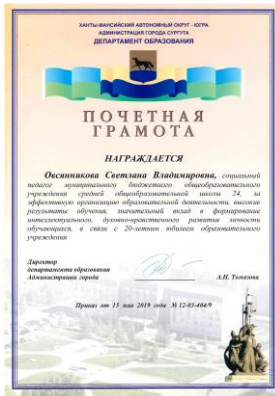 ХАНТЫ-МАНСИЙСКИЙ АВТОНОМНЫЙ ОКРУГ - ЮГРА
АДМИНИСТРАЦИЯ ГОРОДА СУРГУТА
ДЕПАРТАМЕНТ ОБРАЗОВАНИЯ
ПОЧЕТНАЯ
ГРАМОТА
НАГРАЖДАЕТСЯ
Овсянникова Светлана Владимировна, социальный
педагог муниципального бюджетного общеобразовательного
учреждения средней общеобразовательной школы 24, за
эффективную организацию образовательной деятельности, высокие
результаты обучения, значительный вклад в формирование
интеллектуального, духовно-нравственного развития личности
обучающихся, в связи с 20-летним юбилеем образовательного
учреждения
Директор
департамента образования
Администрации города
А.Н. Томазова
Приказ от 15 мая 2019 года № 12-03-404/9